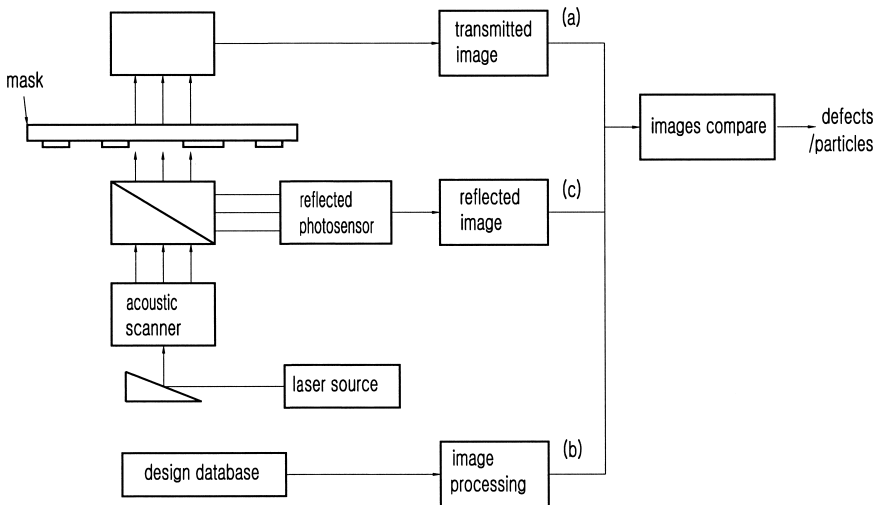 (a)
transmitted
image
mask
images compare
defects
/particles
(c)
reflected
photosensor
reflected
image
acoustic
scanner
laser source
(b)
design database
image
processing